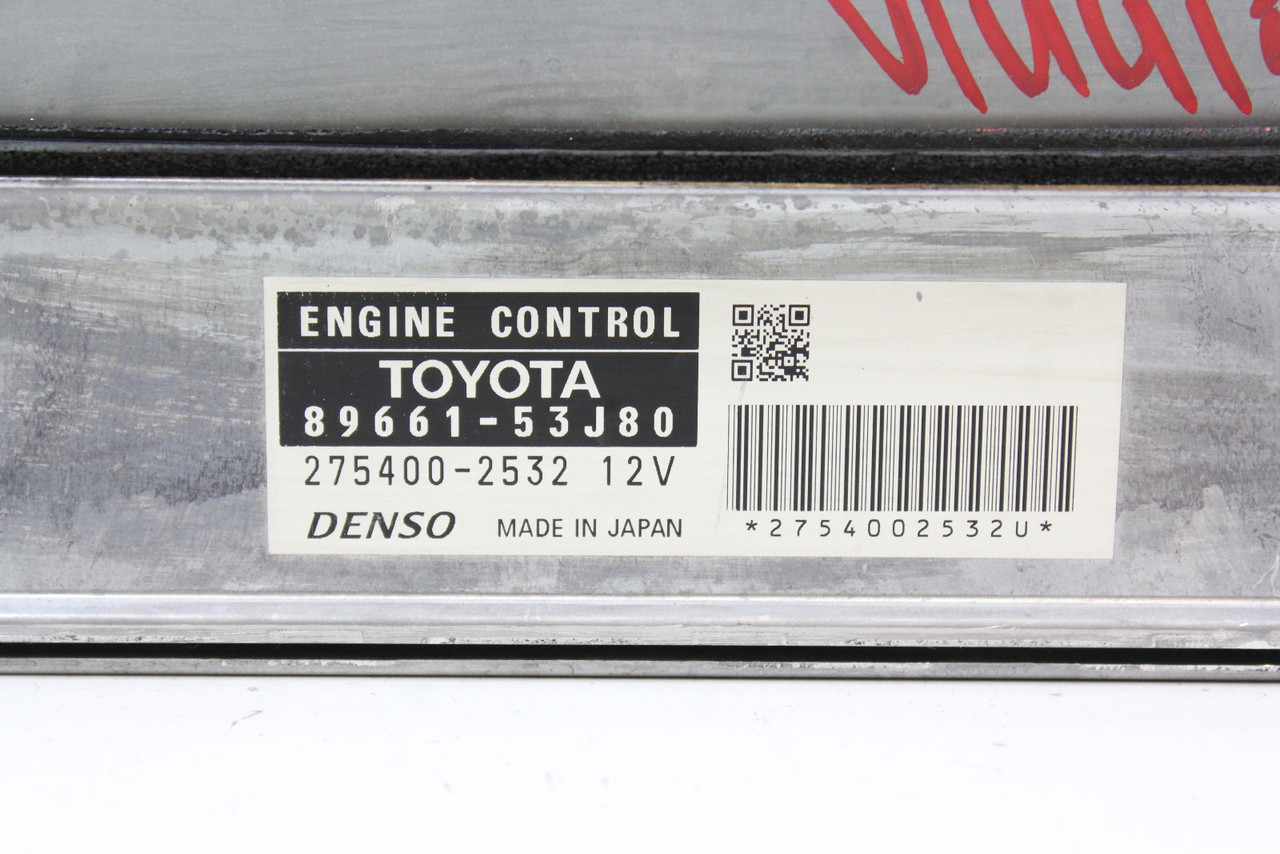 ENGINE CONTROL
TOYOTA
89661-53J80
275400-2532 12V
DENSO MADE IN JAPAN
*2754002532U*